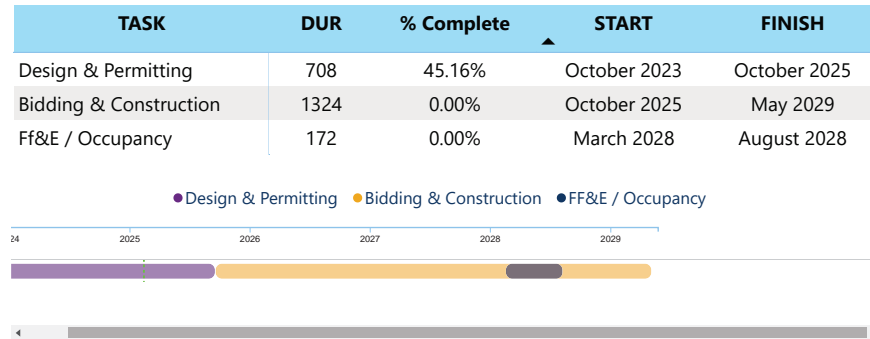 TASK DUR % Complete START FINISH
Design & Permitting 708 45.16% October 2023 October 2025
Bidding & Construction 1324 0.00% October 2025 May 2029
Ff&E / Occupancy 172 0.00% March 2028 August 2028
Design & Permitting Bidding & Construction FF&E / Occupancy
24 2025 2026 2027 2028 2029